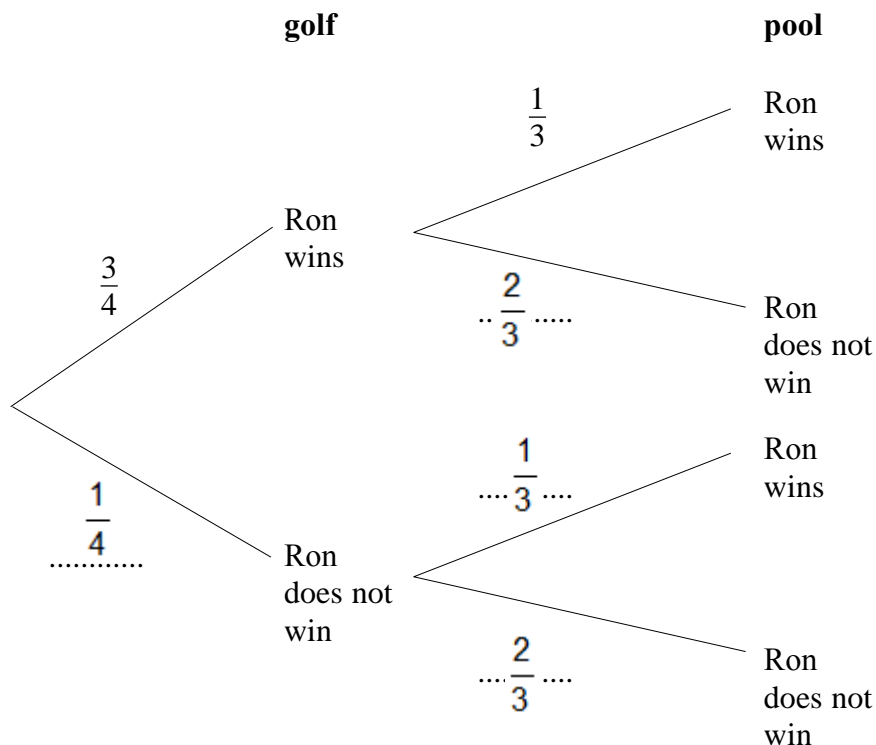 golf pool
1/3
Ron
wins
Ron
wins
3/4
.. 2/3 .....
Ron
does not
win
.... 1/3 ....
Ron
wins
1/4
............
Ron
does not
win
.... 2/3 ....
Ron
does not
win